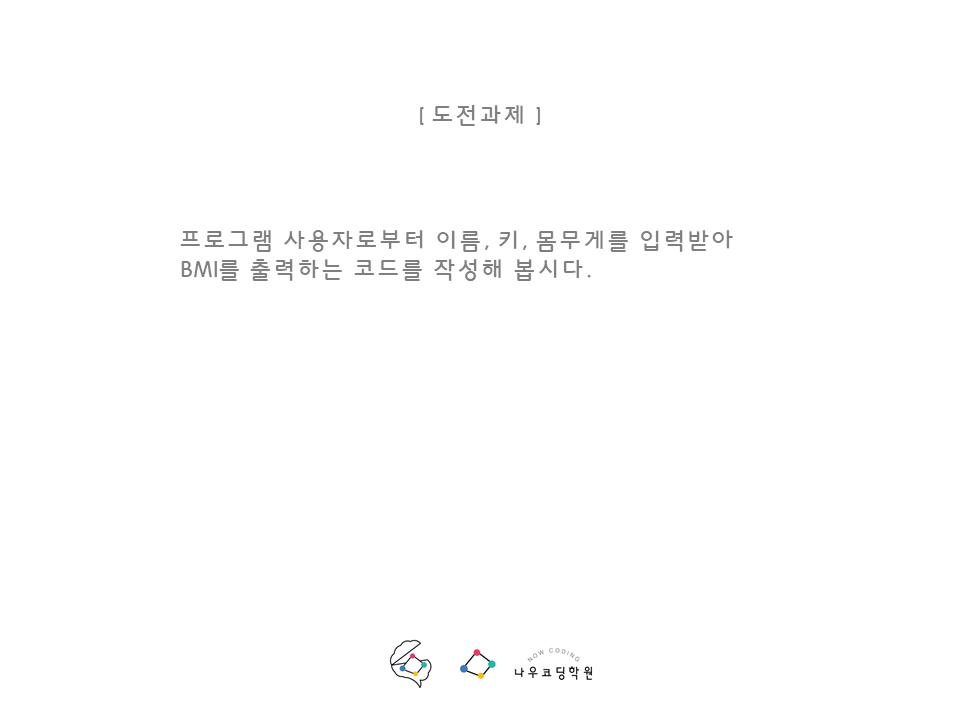 [ 도전과제 ]
프로그램 사용자로부터 이름, 키, 몸무게를 입력받아
BMI를 출력하는 코드를 작성해 봅시다.
NOW CODING
나우코딩학원